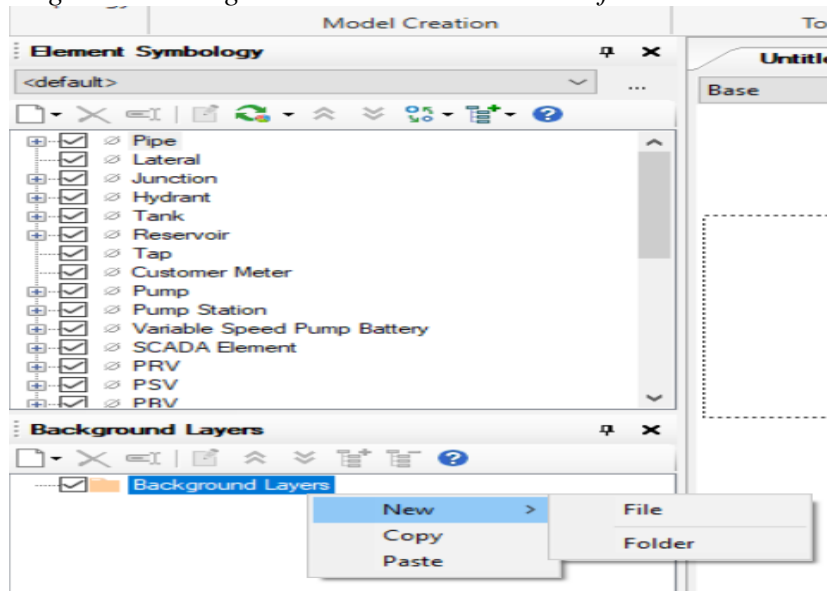 Model Creation
To
Element Symbology
Untitle
<default>
...
Base
Pipe
Lateral
Junction
Hydrant
Tank
Reservoir
Tap
Customer Meter
Pump
Pump Station
Variable Speed Pump Battery
SCADA Element
PRV
PSV
PBV
Background Layers
Background Layers
New >
File
Copy
Folder
Paste